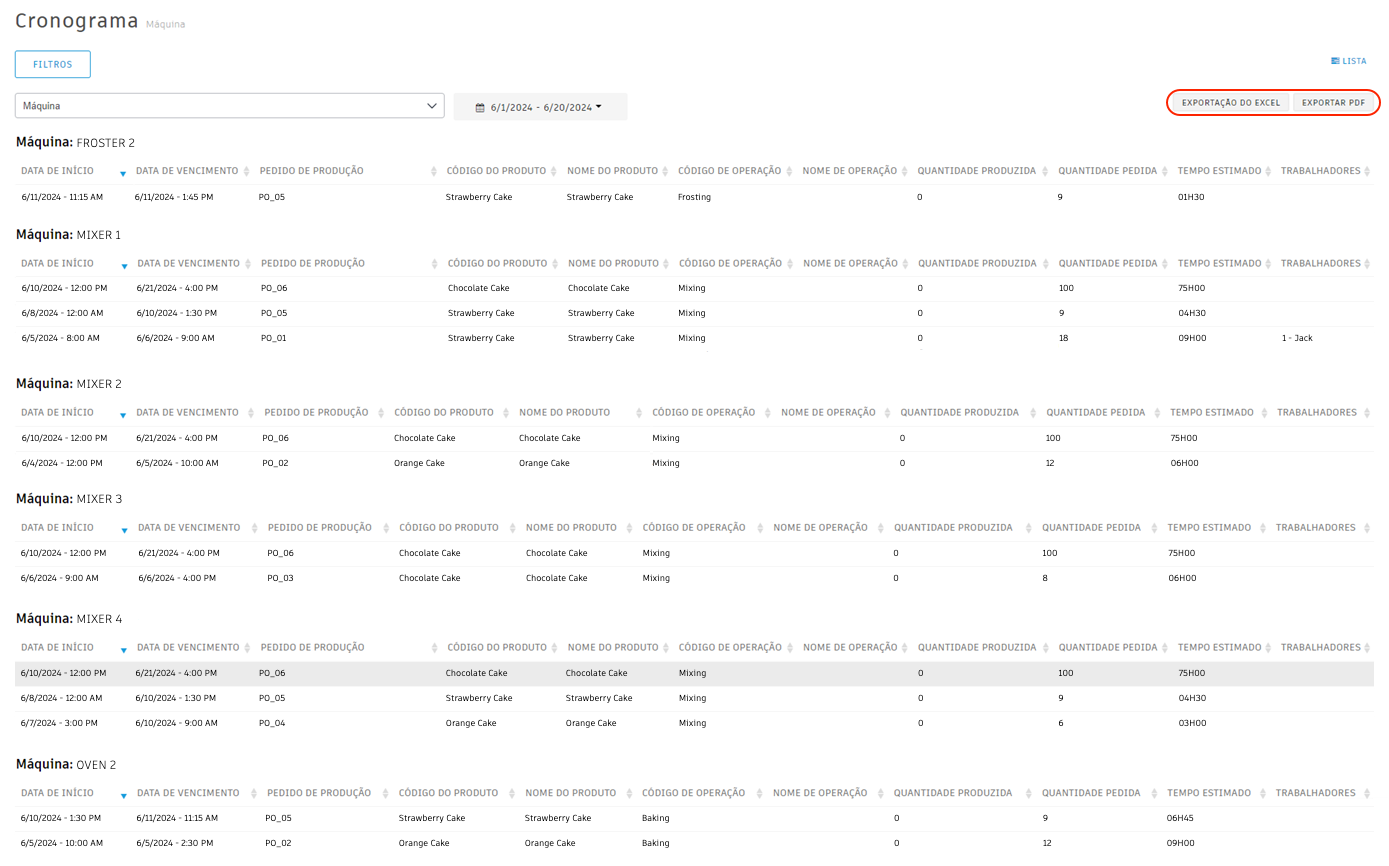 Cronograma Máquina
FILTROS
LISTA
Máquina
6/1/2024 - 6/20/2024
EXPORTAÇÃO DO EXCEL EXPORTAR PDF
Máquina: FROSTER 2
DATA DE INÍCIO DATA DE VENCIMENTO PEDIDO DE PRODUÇÃO CÓDIGO DO PRODUTO NOME DO PRODUTO CÓDIGO DE OPERAÇÃO NOME DE OPERAÇÃO QUANTIDADE PRODUZIDA QUANTIDADE PEDIDA TEMPO ESTIMADO TRABALHADORES
6/11/2024 - 11:15 AM 6/11/2024 - 1:45 PM PO_05 Strawberry Cake Strawberry Cake Frosting 0 9 01H30
Máquina: MIXER 1
DATA DE INÍCIO DATA DE VENCIMENTO PEDIDO DE PRODUÇÃO CÓDIGO DO PRODUTO NOME DO PRODUTO CÓDIGO DE OPERAÇÃO NOME DE OPERAÇÃO QUANTIDADE PRODUZIDA QUANTIDADE PEDIDA TEMPO ESTIMADO TRABALHADORES
6/10/2024 - 12:00 PM 6/21/2024 - 4:00 PM PO_06 Chocolate Cake Chocolate Cake Mixing 0 100 75H00
6/8/2024 - 12:00 AM 6/10/2024 - 1:30 PM PO_05 Strawberry Cake Strawberry Cake Mixing 0 9 04H30
6/5/2024 - 8:00 AM 6/6/2024 - 9:00 AM PO_01 Strawberry Cake Strawberry Cake Mixing 0 18 09H00 1 - Jack
Máquina: MIXER 2
DATA DE INÍCIO DATA DE VENCIMENTO PEDIDO DE PRODUÇÃO CÓDIGO DO PRODUTO NOME DO PRODUTO CÓDIGO DE OPERAÇÃO NOME DE OPERAÇÃO QUANTIDADE PRODUZIDA QUANTIDADE PEDIDA TEMPO ESTIMADO TRABALHADORES
6/10/2024 - 12:00 PM 6/21/2024 - 4:00 PM PO_06 Chocolate Cake Chocolate Cake Mixing 0 100 75H00
6/4/2024 - 12:00 PM 6/5/2024 - 10:00 AM PO_02 Orange Cake Orange Cake Mixing 0 12 06H00
Máquina: MIXER 3
DATA DE INÍCIO DATA DE VENCIMENTO PEDIDO DE PRODUÇÃO CÓDIGO DO PRODUTO NOME DO PRODUTO CÓDIGO DE OPERAÇÃO NOME DE OPERAÇÃO QUANTIDADE PRODUZIDA QUANTIDADE PEDIDA TEMPO ESTIMADO TRABALHADORES
6/10/2024 - 12:00 PM 6/21/2024 - 4:00 PM PO_06 Chocolate Cake Chocolate Cake Mixing 0 100 75H00
6/6/2024 - 9:00 AM 6/6/2024 - 4:00 PM PO_03 Chocolate Cake Chocolate Cake Mixing 0 8 06H00
Máquina: MIXER 4
DATA DE INÍCIO DATA DE VENCIMENTO PEDIDO DE PRODUÇÃO CÓDIGO DO PRODUTO NOME DO PRODUTO CÓDIGO DE OPERAÇÃO NOME DE OPERAÇÃO QUANTIDADE PRODUZIDA QUANTIDADE PEDIDA TEMPO ESTIMADO TRABALHADORES
6/10/2024 - 12:00 PM 6/21/2024 - 4:00 PM PO_06 Chocolate Cake Chocolate Cake Mixing 0 100 75H00
6/8/2024 - 12:00 AM 6/10/2024 - 1:30 PM PO_05 Strawberry Cake Strawberry Cake Mixing 0 9 04H30
6/7/2024 - 3:00 PM 6/10/2024 - 9:00 AM PO_04 Orange Cake Orange Cake Mixing 0 6 03H00
Máquina: OVEN 2
DATA DE INÍCIO DATA DE VENCIMENTO PEDIDO DE PRODUÇÃO CÓDIGO DO PRODUTO NOME DO PRODUTO CÓDIGO DE OPERAÇÃO NOME DE OPERAÇÃO QUANTIDADE PRODUZIDA QUANTIDADE PEDIDA TEMPO ESTIMADO TRABALHADORES
6/10/2024 - 1:30 PM 6/11/2024 - 11:15 AM PO_05 Strawberry Cake Strawberry Cake Baking 0 9 06H45
6/5/2024 - 10:00 AM 6/5/2024 - 2:30 PM PO_02 Orange Cake Orange Cake Baking 0 12 09H00